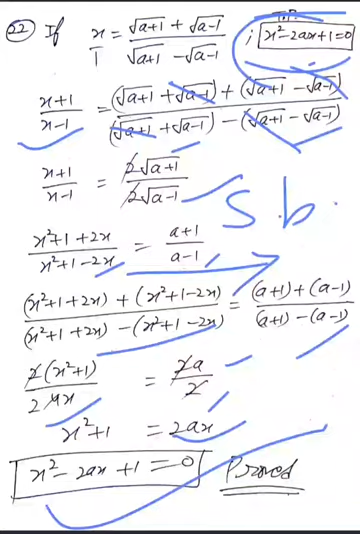 22) If x = (√a+1 + √a-1) / (√a+1 - √a-1) ; x² - 2ax + 1 = 0
T
(x+1)/(x-1) = ((√a+1 + √a-1) + (√a+1 - √a-1)) / ((√a+1 + √a-1) - (√a+1 - √a-1))
(x+1)/(x-1) = 2√a+1 / 2√a-1
S.b.
(x²+1+2x)/(x²+1-2x) = (a+1)/(a-1)
((x²+1+2x) + (x²+1-2x)) / ((x²+1+2x) - (x²+1-2x)) = ((a+1) + (a-1)) / ((a+1) - (a-1))
2(x²+1) / 2 4x = 2a/2
x²+1 = 2ax
x² - 2ax + 1 = 0 Proved